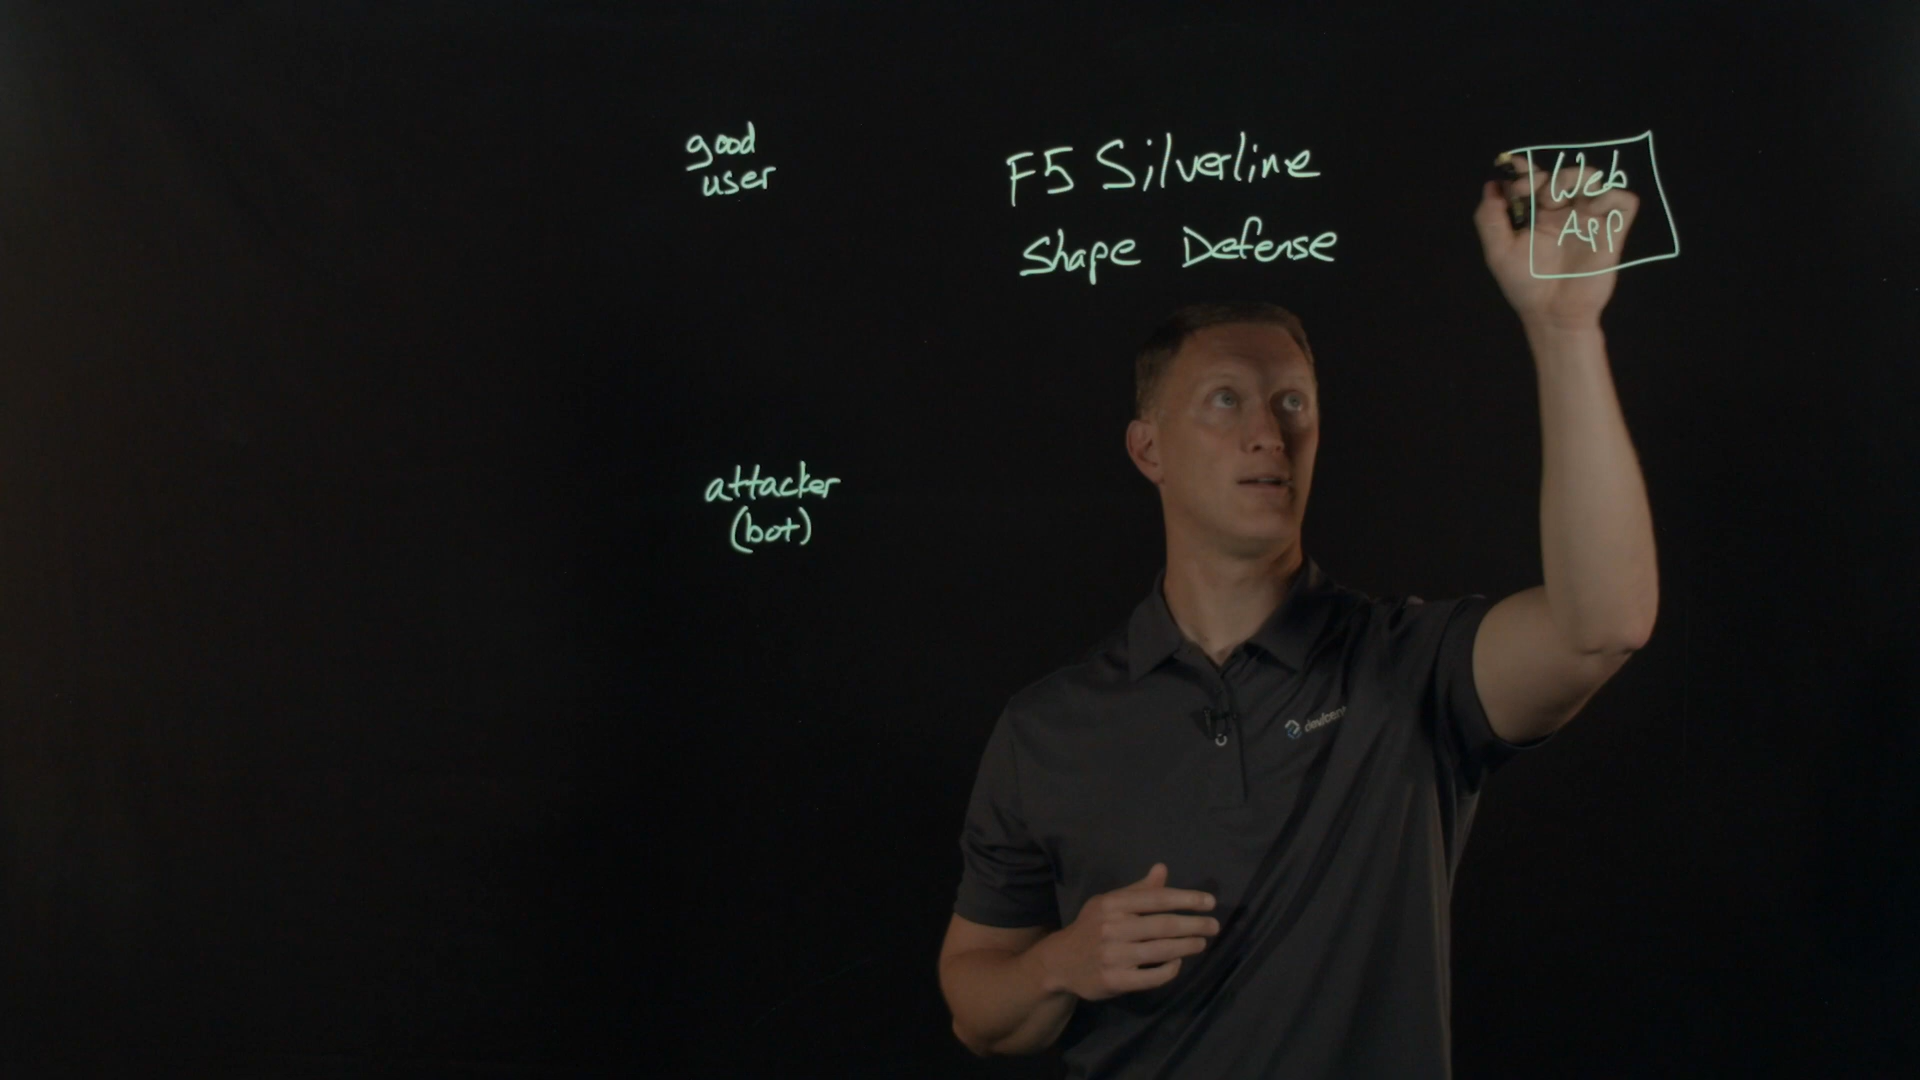 good
user
F5 Silverline
Shape Defense
Web
App
attacker
(bot)